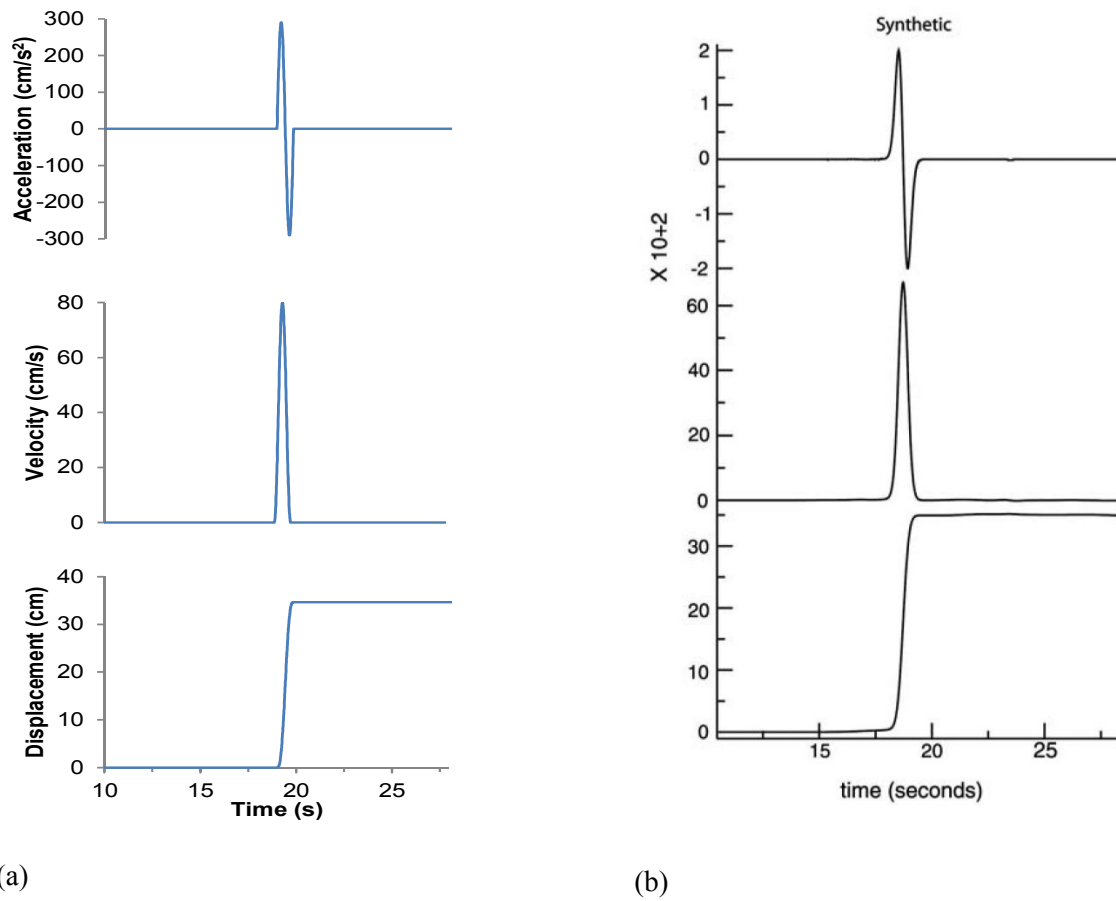 300
200
100
0
-100
-200
-300
Acceleration (cm/s²)
80
60
40
20
0
Velocity (cm/s)
40
30
20
10
0
Displacement (cm)
10 15 20 25
Time (s)
(a)
Synthetic
2
1
0
-1
-2
X 10+2
60
40
20
0
30
20
10
0
15 20 25
time (seconds)
(b)